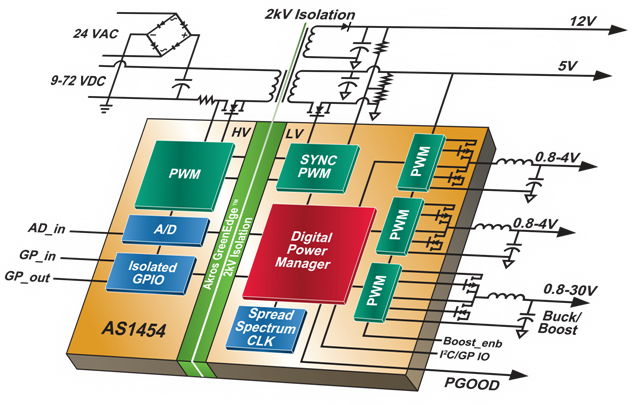 2kV Isolation
12V
24 VAC
5V
9-72 VDC
HV
LV
PWM
SYNC
PWM
PWM
0.8-4V
AD_in
A/D
Akros GreenEdge™
2kV Isolation
Digital
Power
Manager
PWM
0.8-4V
GP_in
GP_out
Isolated
GPIO
PWM
0.8-30V
Buck/
Boost
AS1454
Spread
Spectrum
CLK
Boost_enb
I²C/GP IO
PGOOD